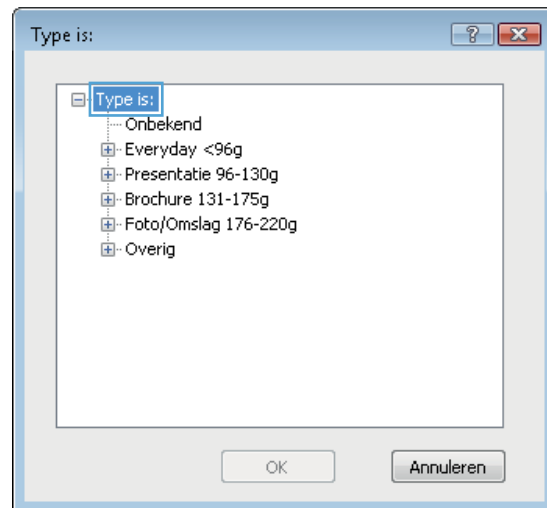 Type is:
Type is:
Onbekend
Everyday <96g
Presentatie 96-130g
Brochure 131-175g
Foto/Omslag 176-220g
Overig
OK
Annuleren